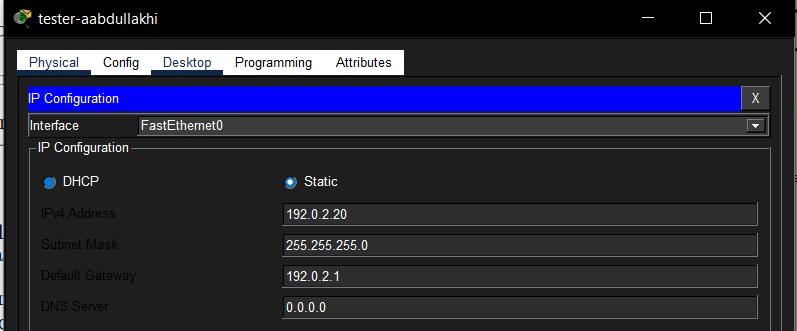 tester-aabdullakhi
Physical Config Desktop Programming Attributes
IP Configuration X
Interface FastEthernet0
IP Configuration
DHCP Static
IPv4 Address 192.0.2.20
Subnet Mask 255.255.255.0
Default Gateway 192.0.2.1
DNS Server 0.0.0.0